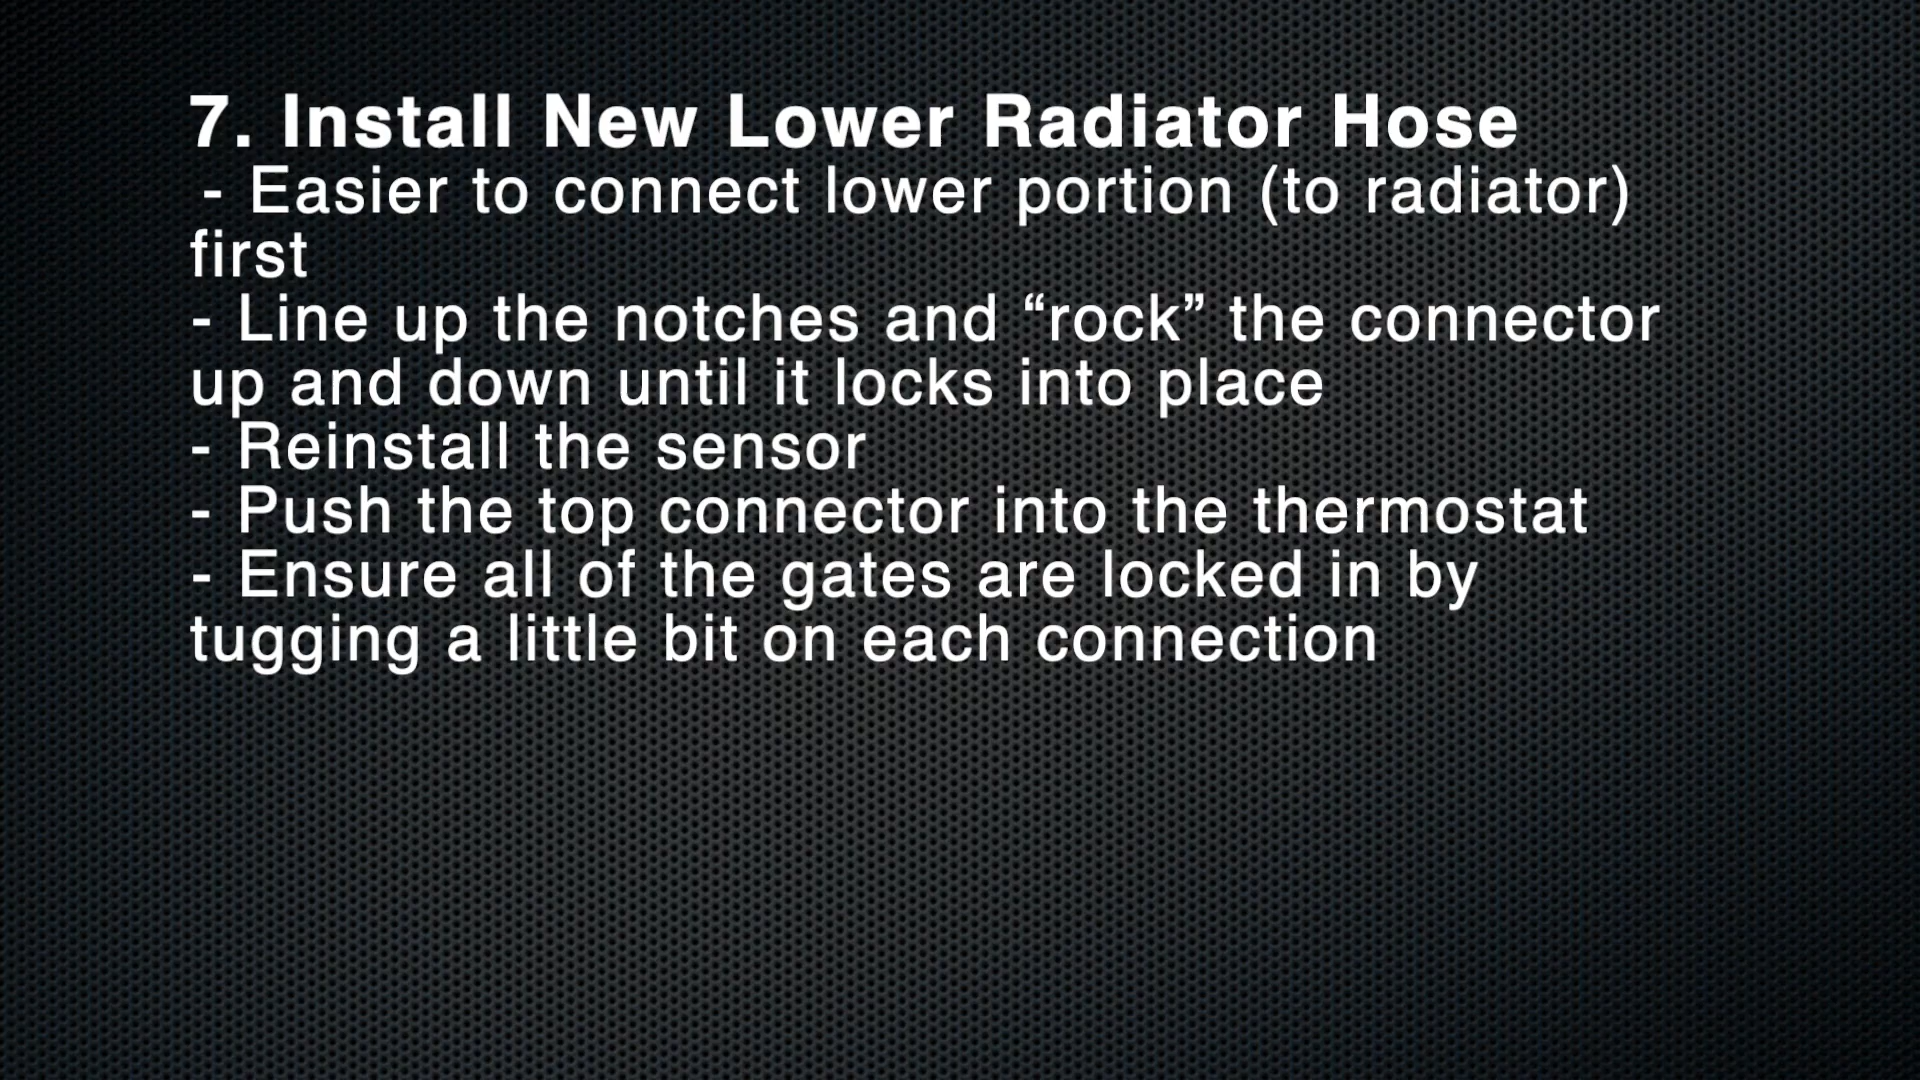 7. Install New Lower Radiator Hose
- Easier to connect lower portion (to radiator)
first
- Line up the notches and “rock” the connector
up and down until it locks into place
- Reinstall the sensor
- Push the top connector into the thermostat
- Ensure all of the gates are locked in by
tugging a little bit on each connection